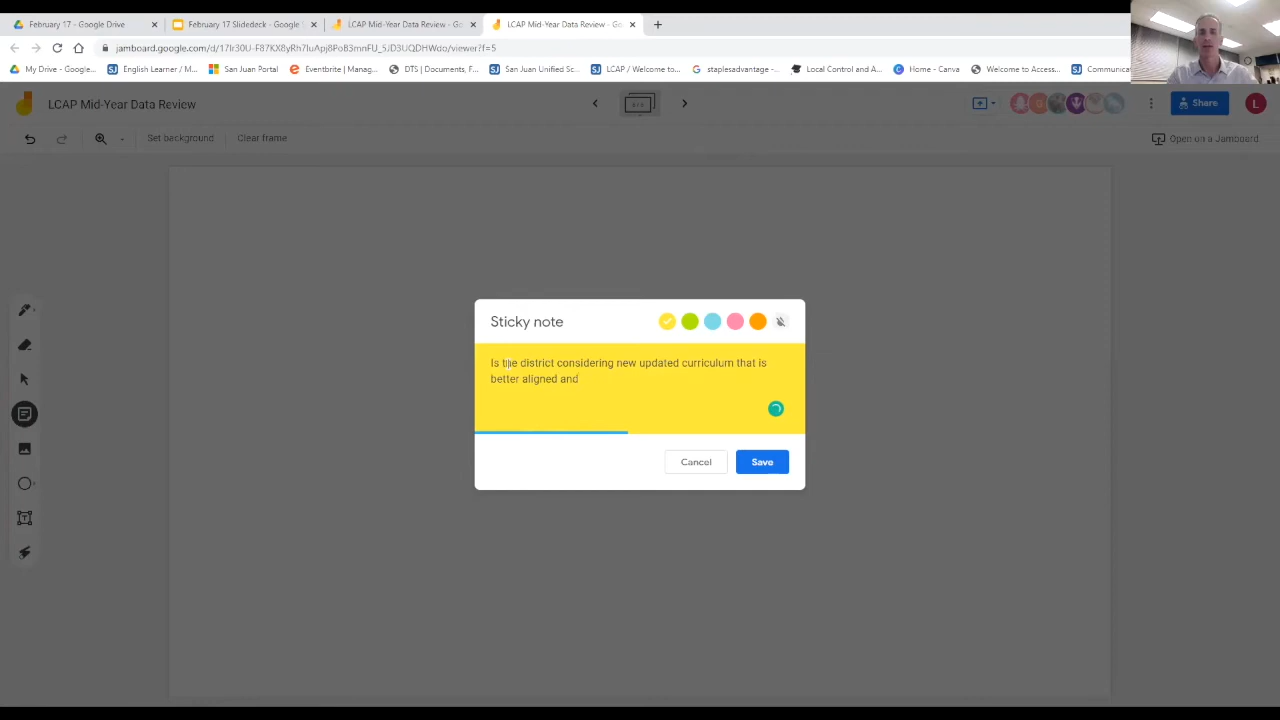 February 17 - Google Drive
February 17 Slidedeck - Google
LCAP Mid-Year Data Review - Go
LCAP Mid-Year Data Review - Go
jamboard.google.com/d/17Ir30U-F87KX8yRh7luApj8PoB3mnFU_5JD3UQDHWdo/viewer?f=5
My Drive - Google...
English Learner / M...
San Juan Portal
Eventbrite | Manag...
DTS | Documents, F...
San Juan Unified Sc...
LCAP / Welcome to...
staplesadvantage -...
Local Control and A...
Home - Canva
Welcome to Access...
Communica
LCAP Mid-Year Data Review
Share
L
Set background
Clear frame
Open on a Jamboard
Sticky note
Is the district considering new updated curriculum that is
better aligned and
Cancel
Save